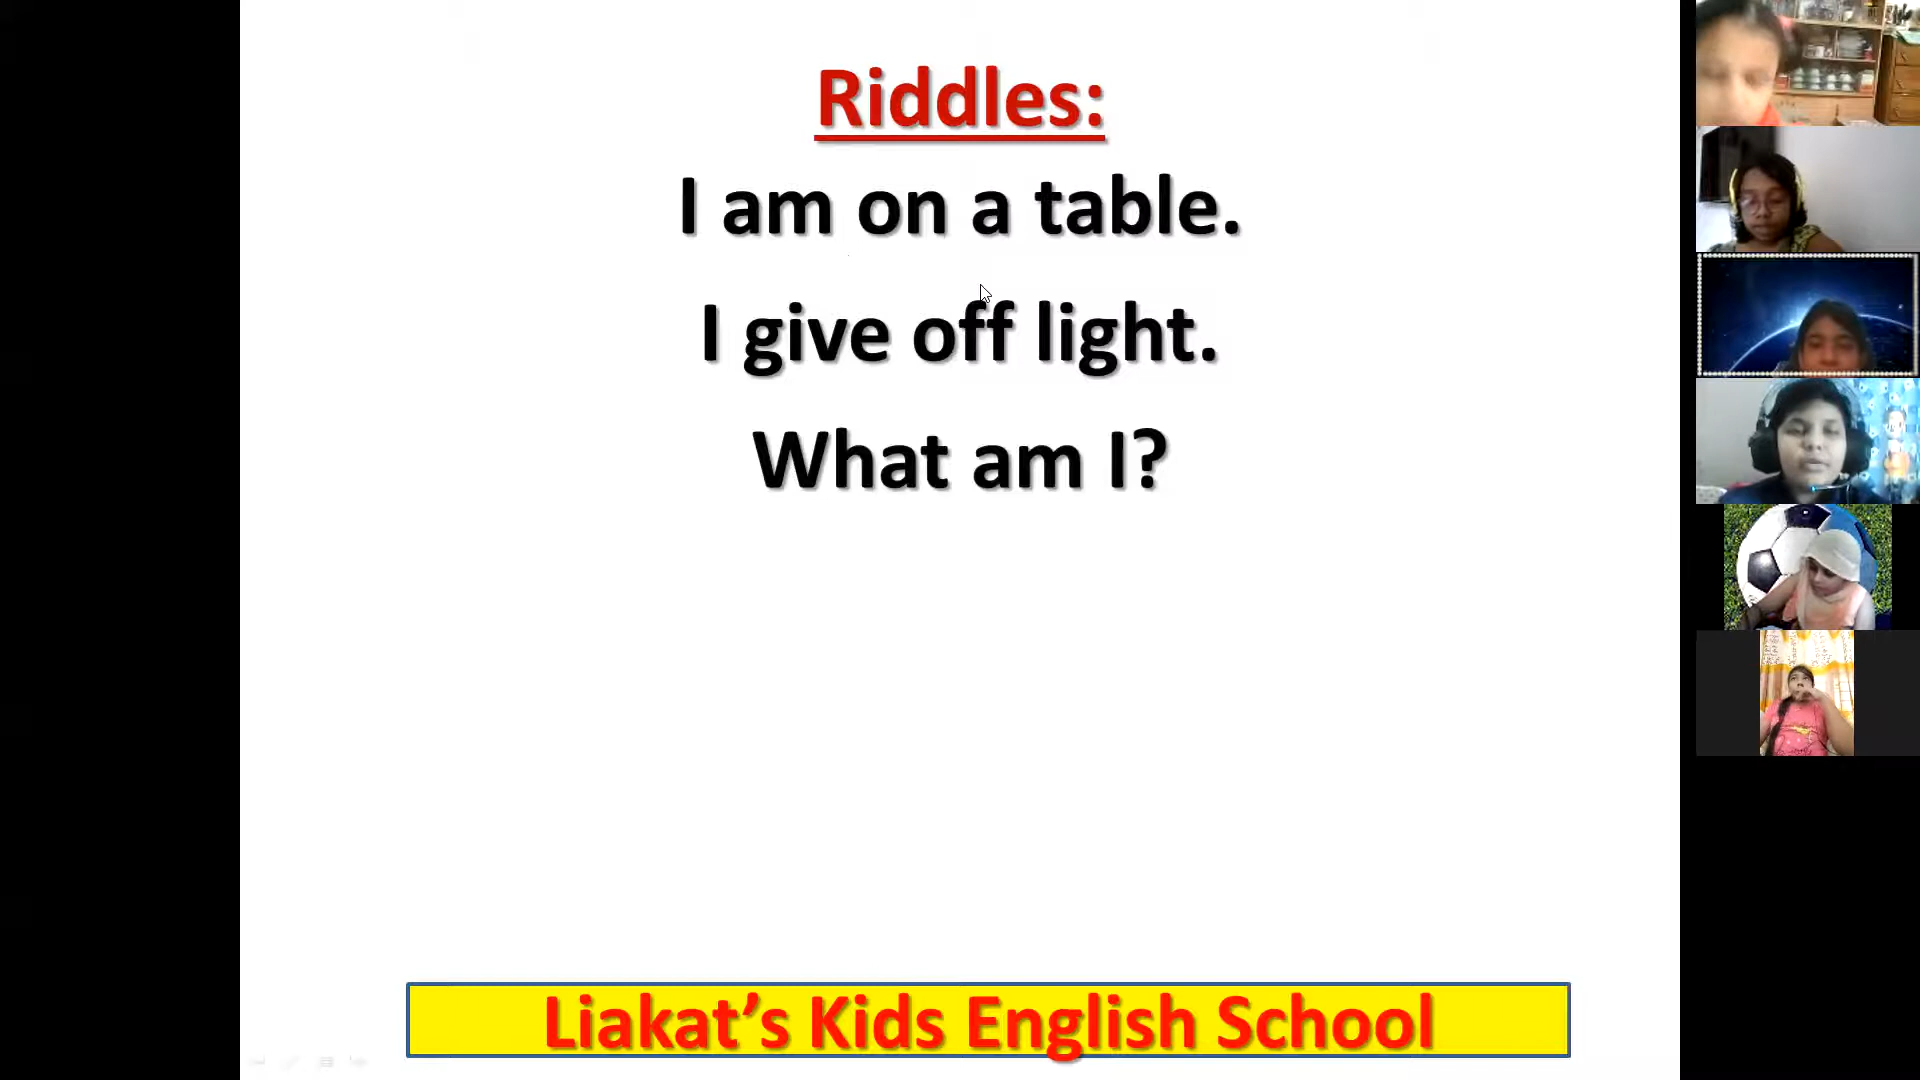 Riddles:
I am on a table.
I give off light.
What am I?
Liakat’s Kids English School